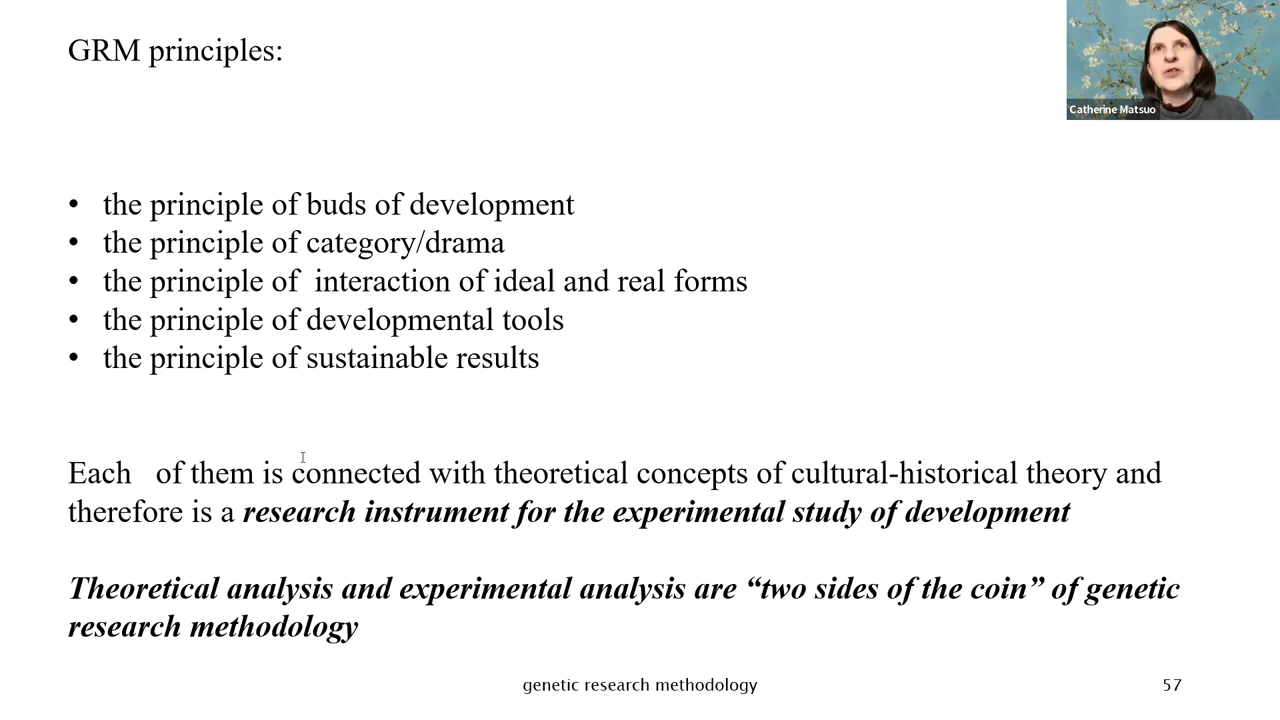 GRM principles:
Catherine Matsuo
• the principle of buds of development
• the principle of category/drama
• the principle of  interaction of ideal and real forms
• the principle of developmental tools
• the principle of sustainable results
Each   of them is connected with theoretical concepts of cultural-historical theory and
therefore is a research instrument for the experimental study of development
Theoretical analysis and experimental analysis are “two sides of the coin” of genetic
research methodology
genetic research methodology
57